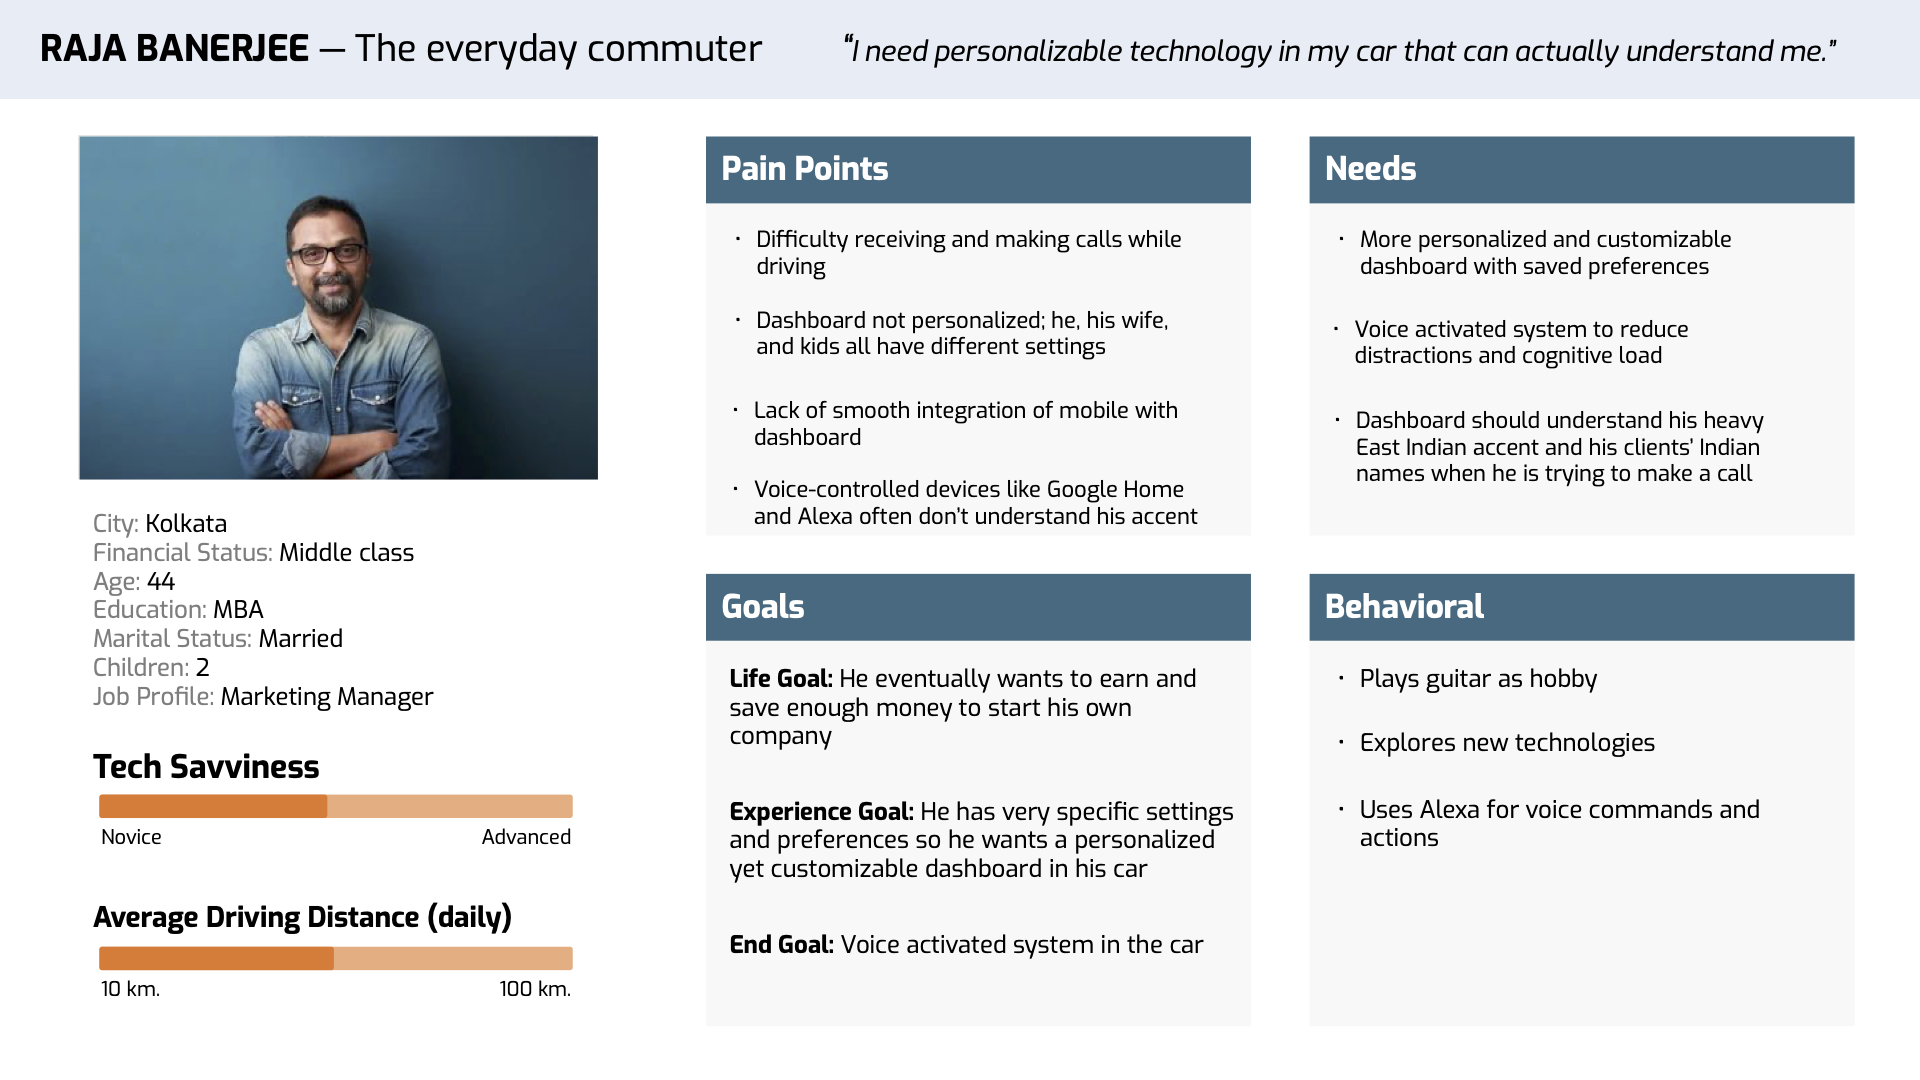 RAJA BANERJEE — The everyday commuter
“I need personalizable technology in my car that can actually understand me.”
City: Kolkata
Financial Status: Middle class
Age: 44
Education: MBA
Marital Status: Married
Children: 2
Job Profile: Marketing Manager
Tech Savviness
Novice
Advanced
Average Driving Distance (daily)
10 km.
100 km.
Pain Points
· Difficulty receiving and making calls while
driving
· Dashboard not personalized; he, his wife,
and kids all have different settings
· Lack of smooth integration of mobile with
dashboard
· Voice-controlled devices like Google Home
and Alexa often don't understand his accent
Needs
· More personalized and customizable
dashboard with saved preferences
· Voice activated system to reduce
distractions and cognitive load
· Dashboard should understand his heavy
East Indian accent and his clients' Indian
names when he is trying to make a call
Goals
Life Goal: He eventually wants to earn and
save enough money to start his own
company
Experience Goal: He has very specific settings
and preferences so he wants a personalized
yet customizable dashboard in his car
End Goal: Voice activated system in the car
Behavioral
· Plays guitar as hobby
· Explores new technologies
· Uses Alexa for voice commands and
actions